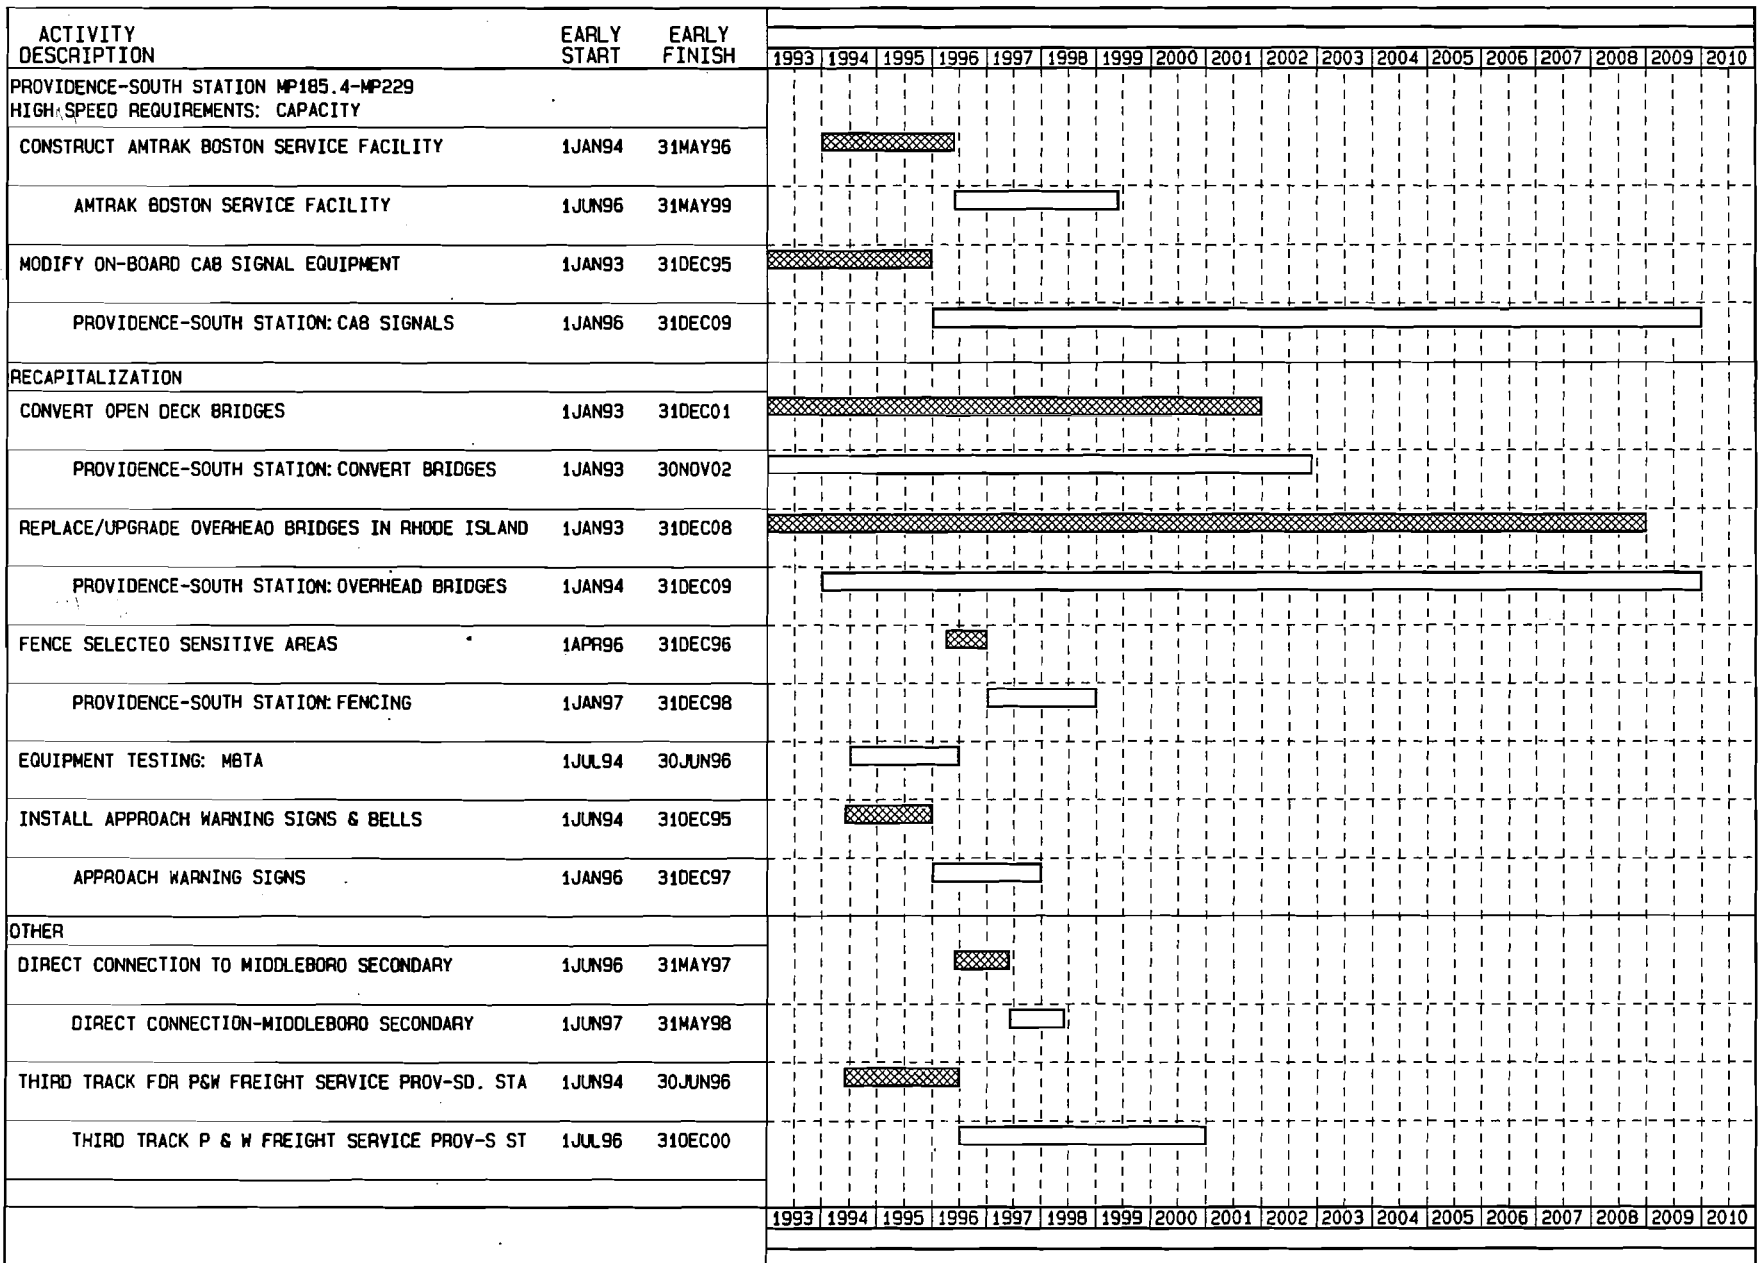 ACTIVITY DESCRIPTION EARLY START EARLY FINISH
1993 1994 1995 1996 1997 1998 1999 2000 2001 2002 2003 2004 2005 2006 2007 2008 2009 2010
PROVIDENCE-SOUTH STATION MP185.4-MP229
HIGH SPEED REQUIREMENTS: CAPACITY
CONSTRUCT AMTRAK BOSTON SERVICE FACILITY 1JAN94 31MAY96
AMTRAK BOSTON SERVICE FACILITY 1JUN96 31MAY99
MODIFY ON-BOARD CAB SIGNAL EQUIPMENT 1JAN93 31DEC95
PROVIDENCE-SOUTH STATION: CAB SIGNALS 1JAN96 31DEC09
RECAPITALIZATION
CONVERT OPEN DECK BRIDGES 1JAN93 31DEC01
PROVIDENCE-SOUTH STATION: CONVERT BRIDGES 1JAN93 30NOV02
REPLACE/UPGRADE OVERHEAD BRIDGES IN RHODE ISLAND 1JAN93 31DEC08
PROVIDENCE-SOUTH STATION: OVERHEAD BRIDGES 1JAN94 31DEC09
FENCE SELECTED SENSITIVE AREAS 1APR96 31DEC96
PROVIDENCE-SOUTH STATION: FENCING 1JAN97 31DEC98
EQUIPMENT TESTING: MBTA 1JUL94 30JUN96
INSTALL APPROACH WARNING SIGNS & BELLS 1JUN94 31DEC95
APPROACH WARNING SIGNS 1JAN96 31DEC97
OTHER
DIRECT CONNECTION TO MIDDLEBORO SECONDARY 1JUN96 31MAY97
DIRECT CONNECTION-MIDDLEBORO SECONDARY 1JUN97 31MAY98
THIRD TRACK FOR P&W FREIGHT SERVICE PROV-SO. STA 1JUN94 30JUN96
THIRD TRACK P & W FREIGHT SERVICE PROV-S ST 1JUL96 31DEC00
1993 1994 1995 1996 1997 1998 1999 2000 2001 2002 2003 2004 2005 2006 2007 2008 2009 2010